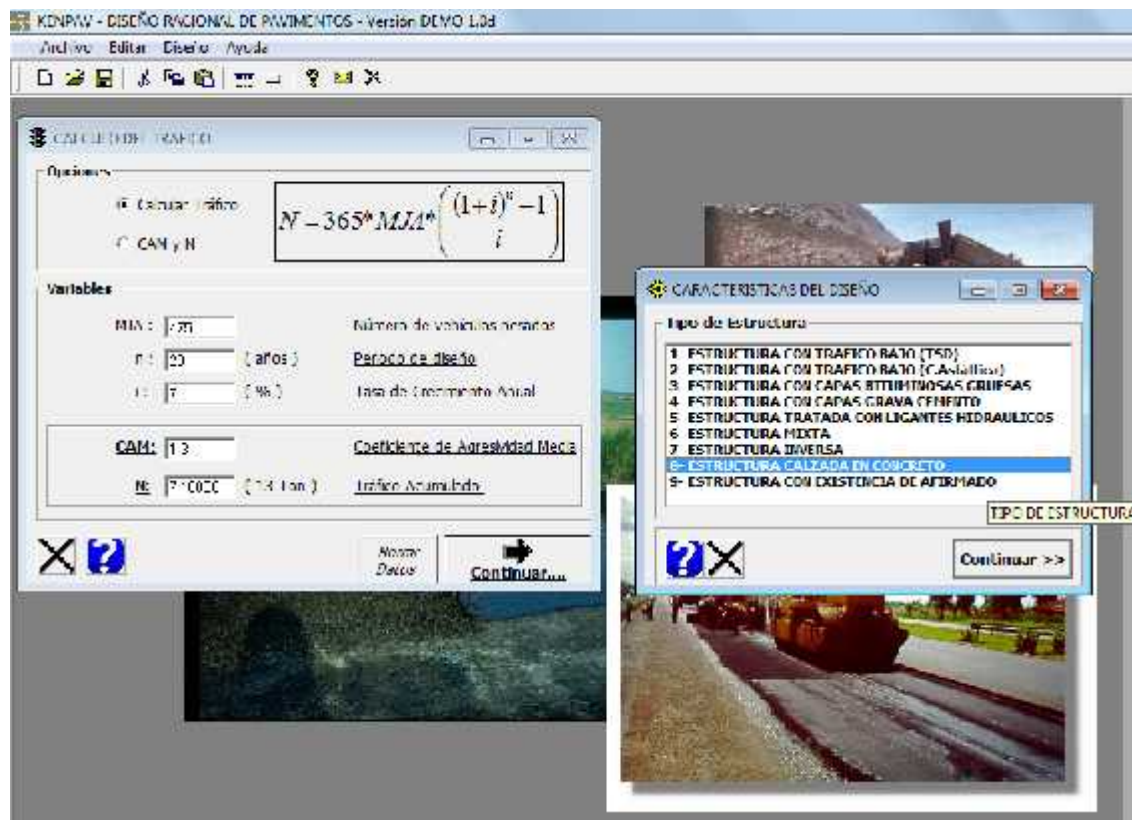 KENPAV - DISEÑO RACIONAL DE PAVIMENTOS - Versión DEMO 1.0d
Archivo Editar Diseño Ayuda
CALCULO DEL TRAFICO
Opciones
Calcular Tráfico
CAM y N
N = 365* MJA* ( (1+i)^n − 1 / i )
Variables
MJA : Número de vehículos pesados
n : 20 ( años ) Periodo de diseño
i : 7 ( % ) Tasa de Crecimiento Anual
CAM: 1.3 Coeficiente de Agresividad Media
N: ( 13 Ton ) Tráfico Acumulado
Datos
Continuar....
CARACTERISTICAS DEL DISEÑO
Tipo de Estructura
1 ESTRUCTURA CON TRAFICO BAJO (TSD)
2 ESTRUCTURA CON TRAFICO BAJO (C.Asfaltica)
3 ESTRUCTURA CON CAPAS BITUMINOSAS GRUESAS
4 ESTRUCTURA CON CAPAS GRAVA CEMENTO
5 ESTRUCTURA TRATADA CON LIGANTES HIDRAULICOS
6 ESTRUCTURA MIXTA
7 ESTRUCTURA INVERSA
8- ESTRUCTURA CALZADA EN CONCRETO
9- ESTRUCTURA CON EXISTENCIA DE AFIRMADO
TIPO DE ESTRUCTURA
Continuar >>